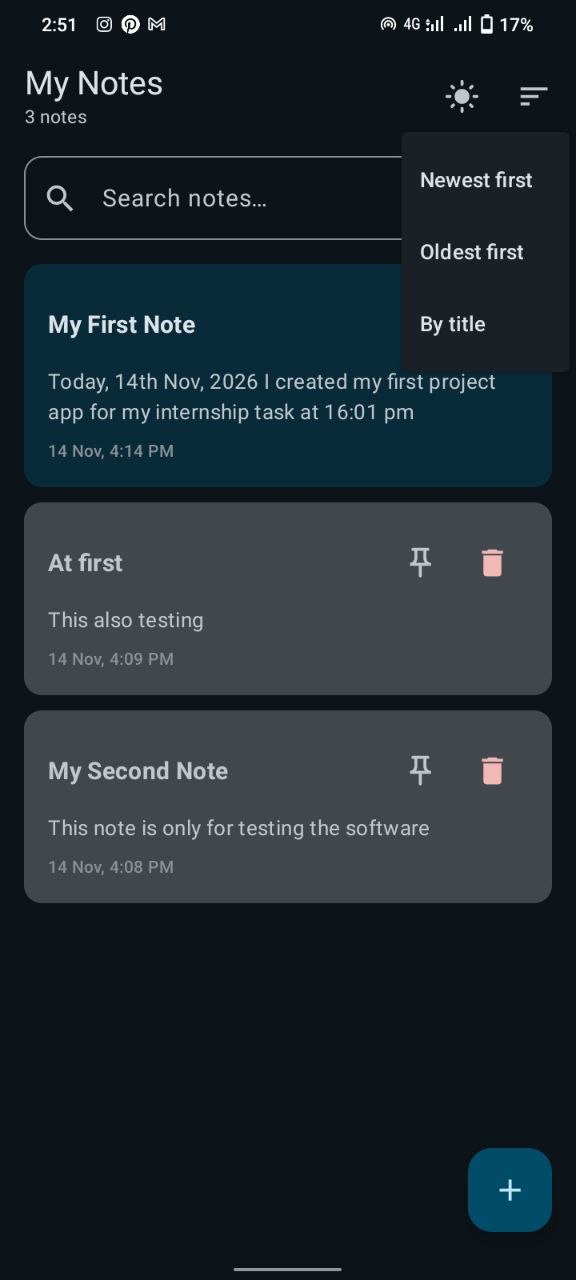 2:51
4G
17%
My Notes
3 notes
Search notes…
Newest first
Oldest first
By title
My First Note
Today, 14th Nov, 2026 I created my first project
app for my internship task at 16:01 pm
14 Nov, 4:14 PM
At first
This also testing
14 Nov, 4:09 PM
My Second Note
This note is only for testing the software
14 Nov, 4:08 PM